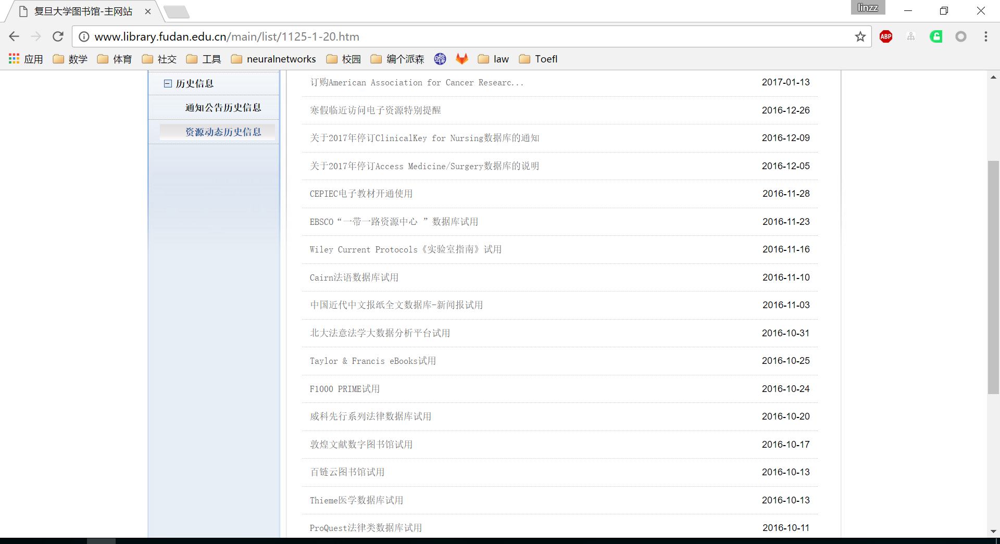 复旦大学图书馆-主网站
linzz
www.library.fudan.edu.cn/main/list/1125-1-20.htm
ABP
应用 数学 体育 社交 工具 neuralnetworks 校园 编个派森 law Toefl
历史信息
通知公告历史信息
资源动态历史信息
订购American Association for Cancer Researc... 2017-01-13
寒假临近访问电子资源特别提醒 2016-12-26
关于2017年停订ClinicalKey for Nursing数据库的通知 2016-12-09
关于2017年停订Access Medicine/Surgery数据库的说明 2016-12-05
CEPIEC电子教材开通使用 2016-11-28
EBSCO“一带一路资源中心 ”数据库试用 2016-11-23
Wiley Current Protocols《实验室指南》试用 2016-11-16
Cairn法语数据库试用 2016-11-10
中国近代中文报纸全文数据库-新闻报试用 2016-11-03
北大法意法学大数据分析平台试用 2016-10-31
Taylor & Francis eBooks试用 2016-10-25
F1000 PRIME试用 2016-10-24
威科先行系列法律数据库试用 2016-10-20
敦煌文献数字图书馆试用 2016-10-17
百链云图书馆试用 2016-10-13
Thieme医学数据库试用 2016-10-13
ProQuest法律类数据库试用 2016-10-11